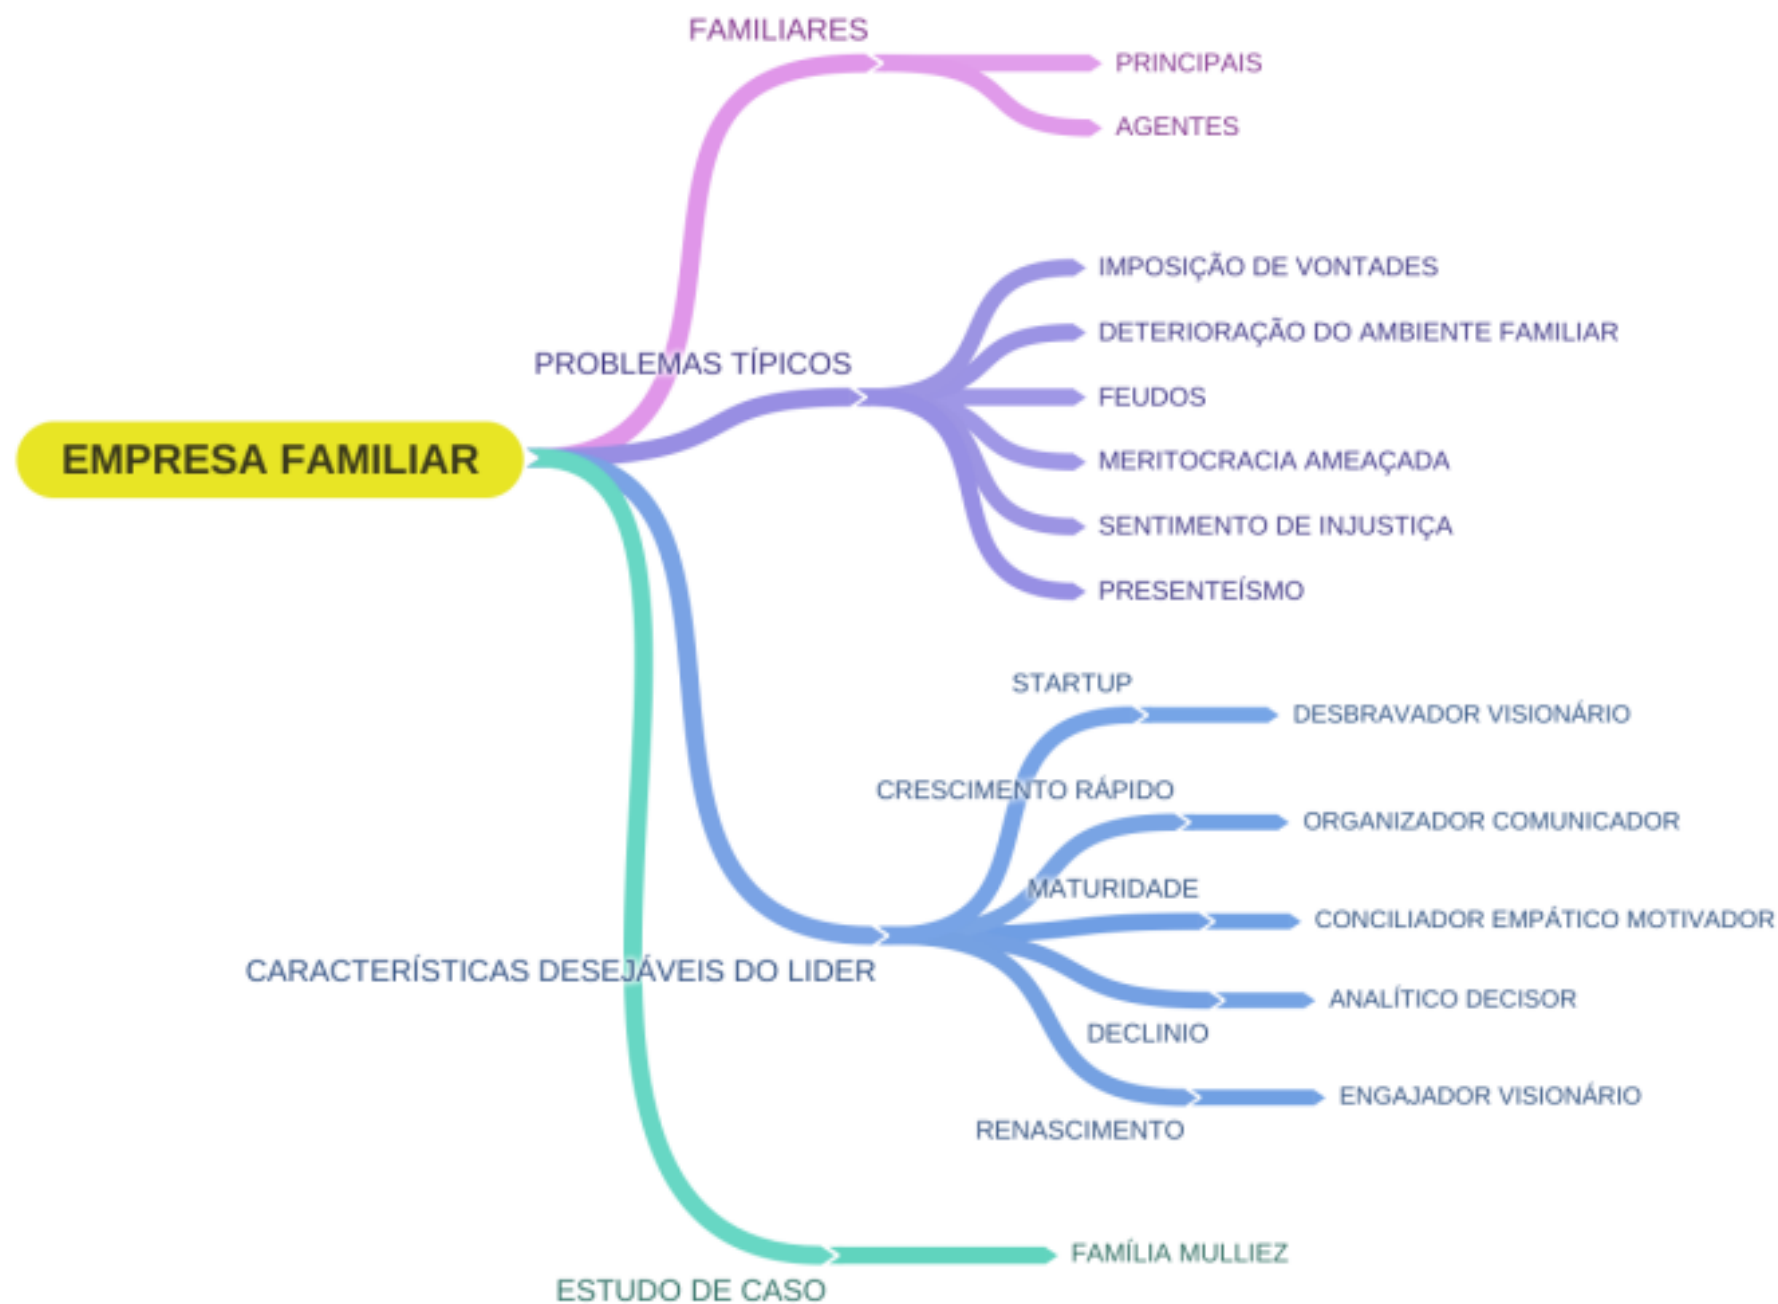 EMPRESA FAMILIAR
FAMILIARES
PRINCIPAIS
AGENTES
PROBLEMAS TÍPICOS
IMPOSIÇÃO DE VONTADES
DETERIORAÇÃO DO AMBIENTE FAMILIAR
FEUDOS
MERITOCRACIA AMEAÇADA
SENTIMENTO DE INJUSTIÇA
PRESENTEÍSMO
CARACTERÍSTICAS DESEJÁVEIS DO LIDER
STARTUP
DESBRAVADOR VISIONÁRIO
CRESCIMENTO RÁPIDO
ORGANIZADOR COMUNICADOR
MATURIDADE
CONCILIADOR EMPÁTICO MOTIVADOR
DECLINIO
ANALÍTICO DECISOR
RENASCIMENTO
ENGAJADOR VISIONÁRIO
ESTUDO DE CASO
FAMÍLIA MULLIEZ